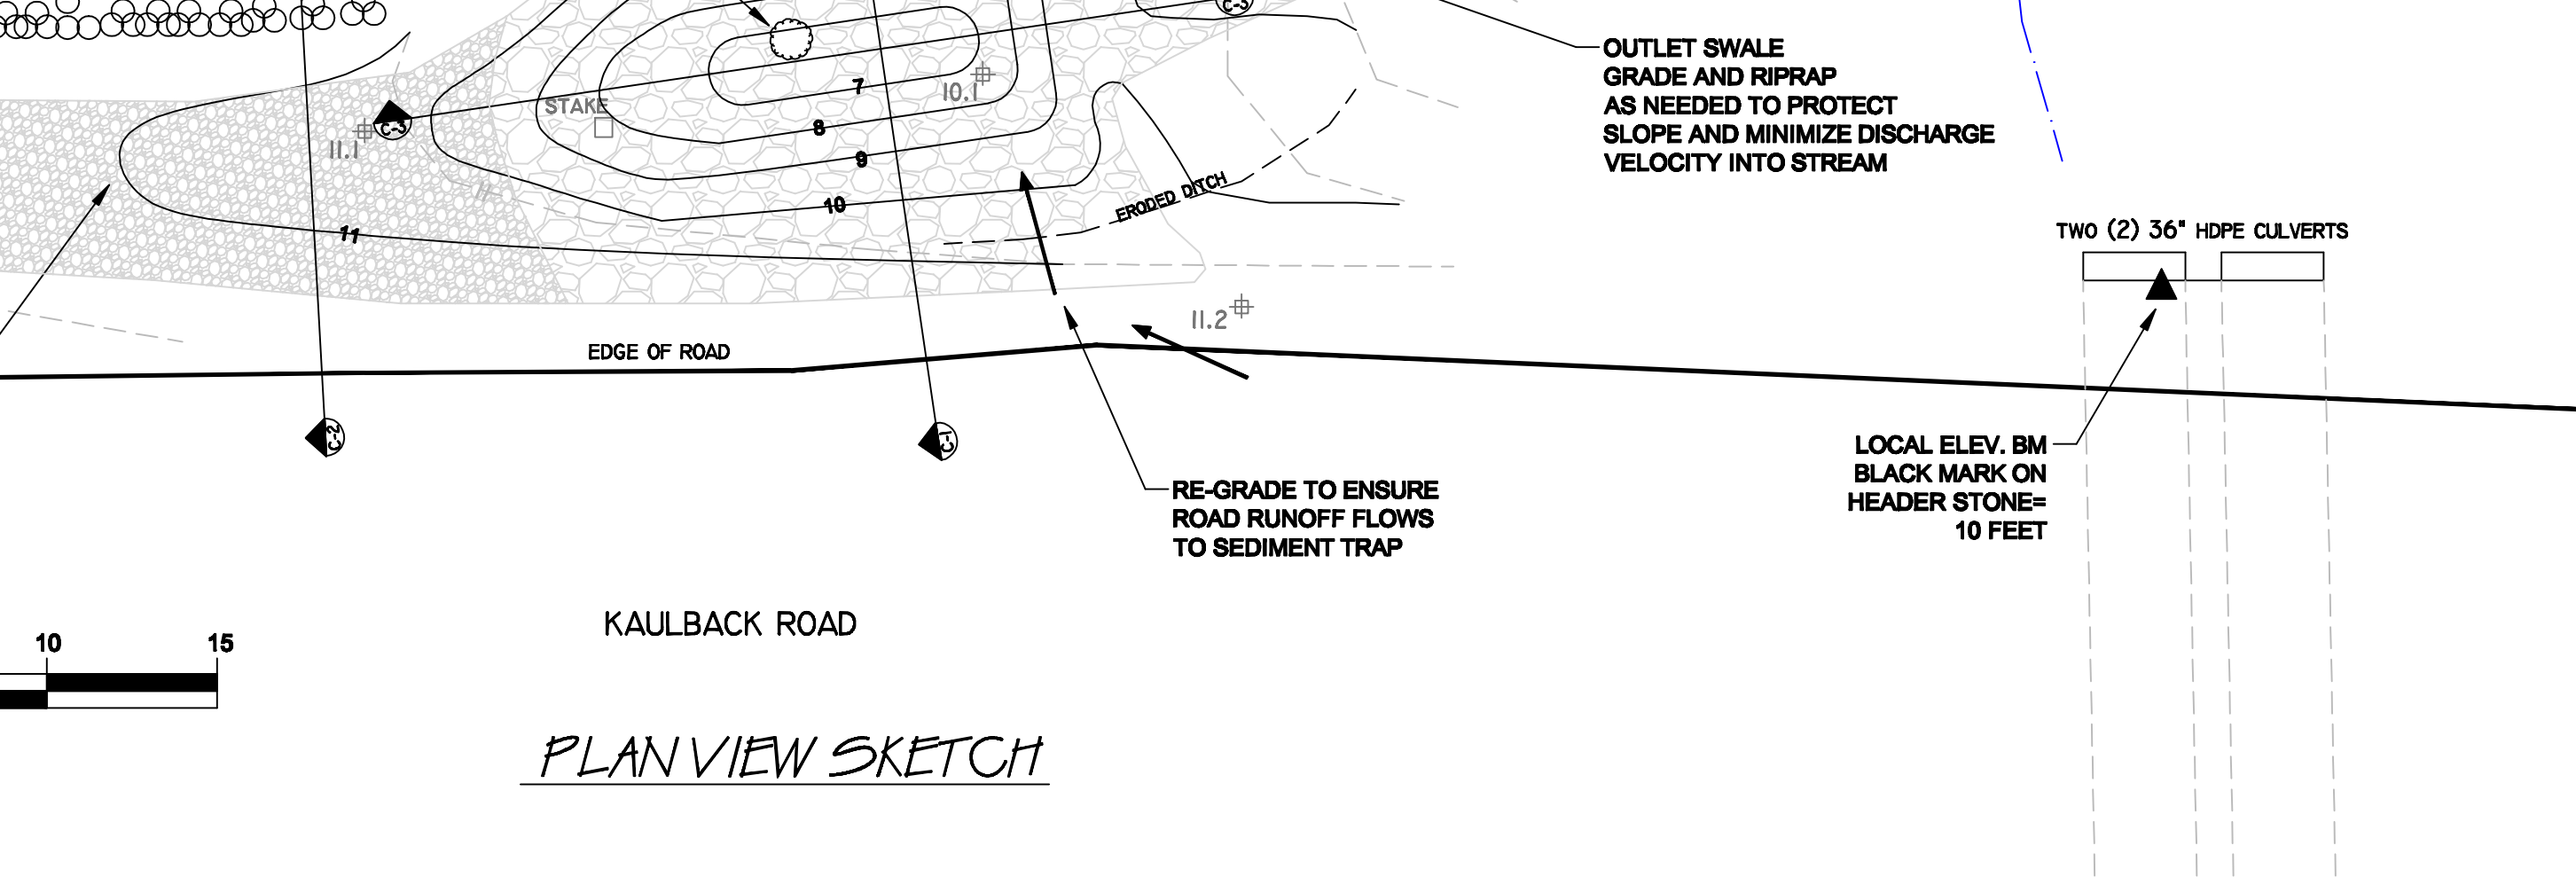 C-3
OUTLET SWALE
GRADE AND RIPRAP
AS NEEDED TO PROTECT
SLOPE AND MINIMIZE DISCHARGE
VELOCITY INTO STREAM
7
10.1
STAKE
8
C-3
11.1
9
11
10
ERODED DITCH
11
TWO (2) 36" HDPE CULVERTS
11.2
EDGE OF ROAD
C-2
C-1
LOCAL ELEV. BM
BLACK MARK ON
HEADER STONE=
10 FEET
RE-GRADE TO ENSURE
ROAD RUNOFF FLOWS
TO SEDIMENT TRAP
KAULBACK ROAD
10 15
PLAN VIEW SKETCH